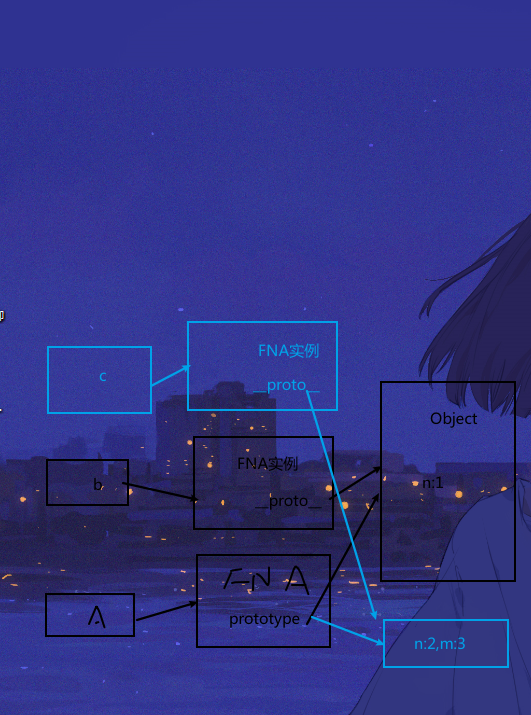 FNA实例
c
__proto__
Object
FNA实例
n:1
b
__proto__
FNA
A
prototype
n:2,m:3